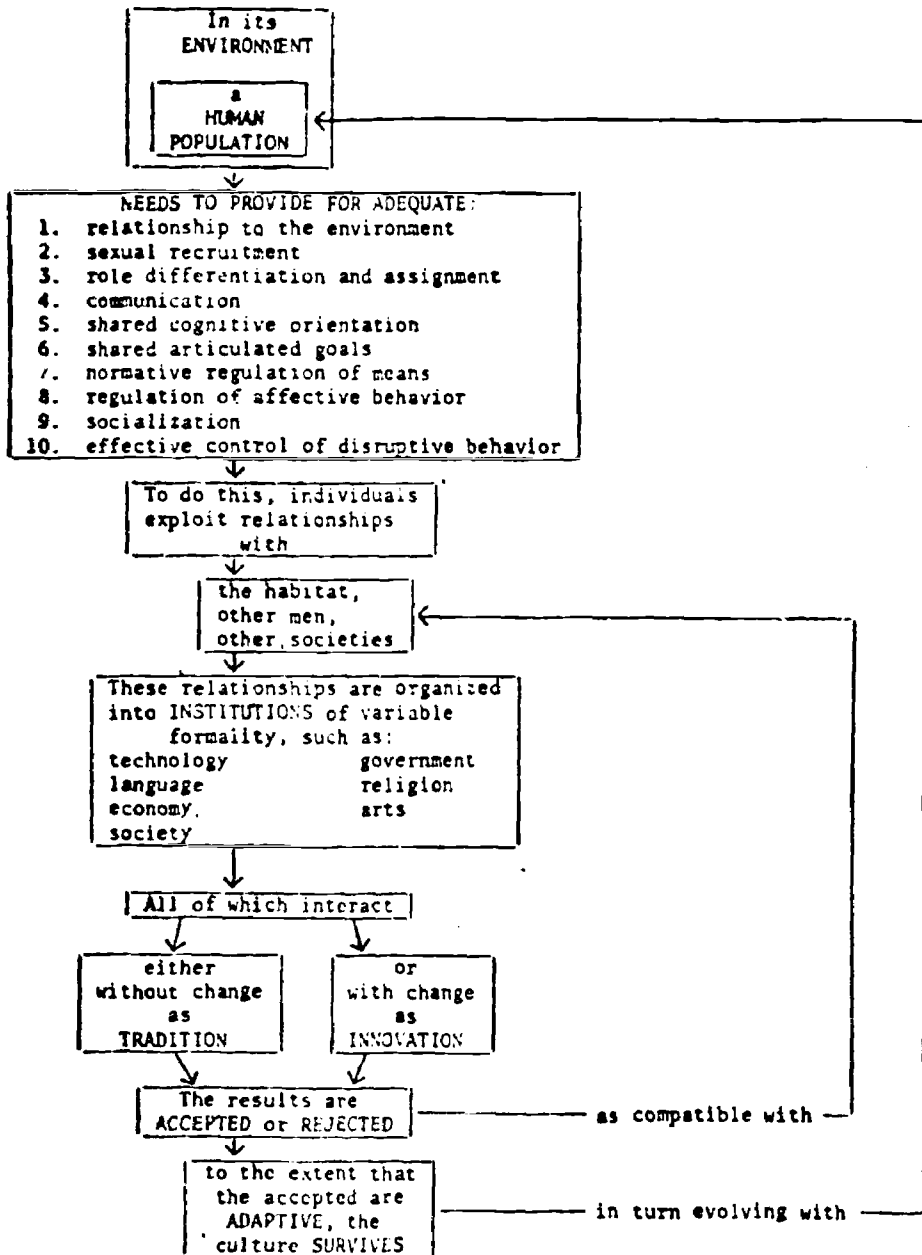 In its
ENVIRONMENT
a
HUMAN
POPULATION
NEEDS TO PROVIDE FOR ADEQUATE:
1. relationship to the environment
2. sexual recruitment
3. role differentiation and assignment
4. communication
5. shared cognitive orientation
6. shared articulated goals
7. normative regulation of means
8. regulation of affective behavior
9. socialization
10. effective control of disruptive behavior
To do this, individuals
exploit relationships
with
the habitat,
other men,
other societies
These relationships are organized
into INSTITUTIONS of variable
formality, such as:
technology government
language religion
economy, arts
society
All of which interact
either
without change
as
TRADITION
or
with change
as
INNOVATION
The results are
ACCEPTED or REJECTED
as compatible with
to the extent that
the accepted are
ADAPTIVE, the
culture SURVIVES
in turn evolving with